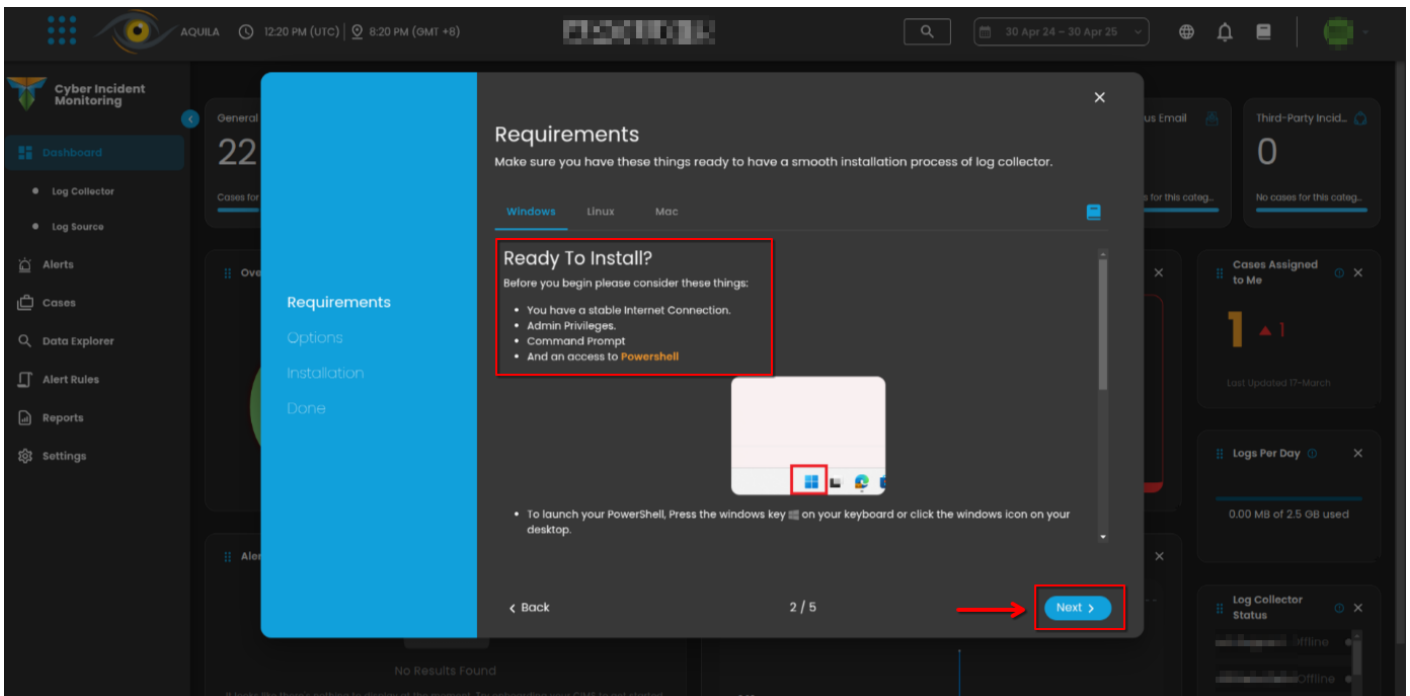 AQUILA 12:20 PM (UTC) 8:20 PM (GMT +8)
30 Apr 24 – 30 Apr 25
Cyber Incident
Monitoring
Dashboard
Log Collector
Log Source
Alerts
Cases
Data Explorer
Alert Rules
Reports
Settings
General
22
Cases for
Ove
Aler
No Results Found
Requirements
Options
Installation
Done
Requirements
Make sure you have these things ready to have a smooth installation process of log collector.
Windows Linux Mac
Ready To Install?
Before you begin please consider these things:
• You have a stable Internet Connection.
• Admin Privileges.
• Command Prompt
• And an access to Powershell
• To launch your PowerShell, Press the windows key on your keyboard or click the windows icon on your
desktop.
< Back 2 / 5 Next >
us Email
s for this categ...
Third-Party Incid...
0
No cases for this categ...
Cases Assigned
to Me
1 ▲ 1
Last Updated 17-March
Logs Per Day
0.00 MB of 2.5 GB used
Log Collector
Status
Offline
Offline